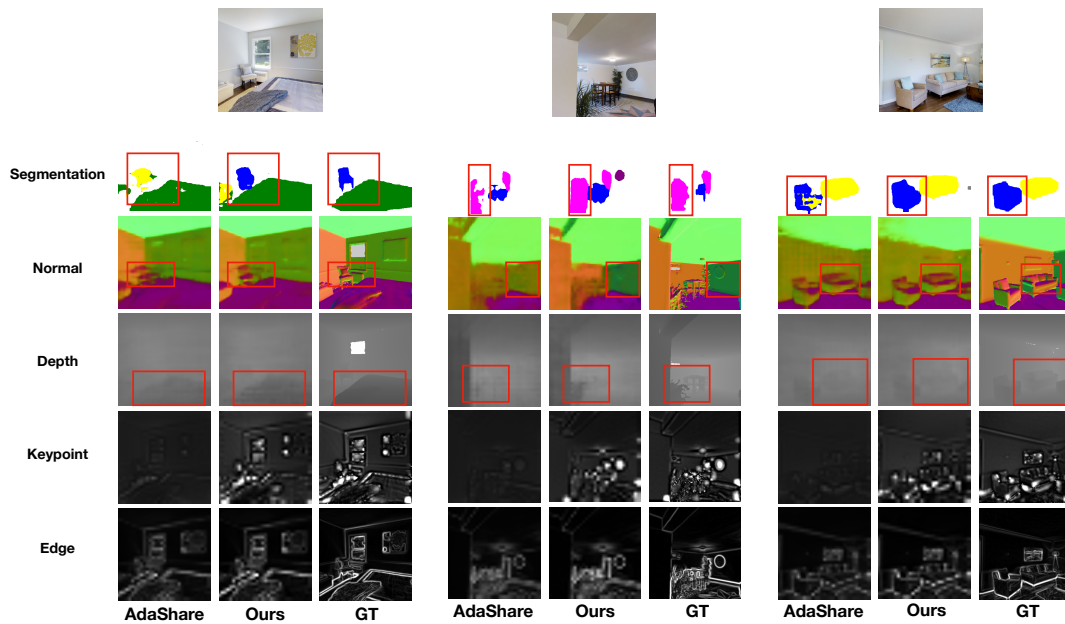 Segmentation
Normal
Depth
Keypoint
Edge
AdaShare Ours GT AdaShare Ours GT AdaShare Ours GT